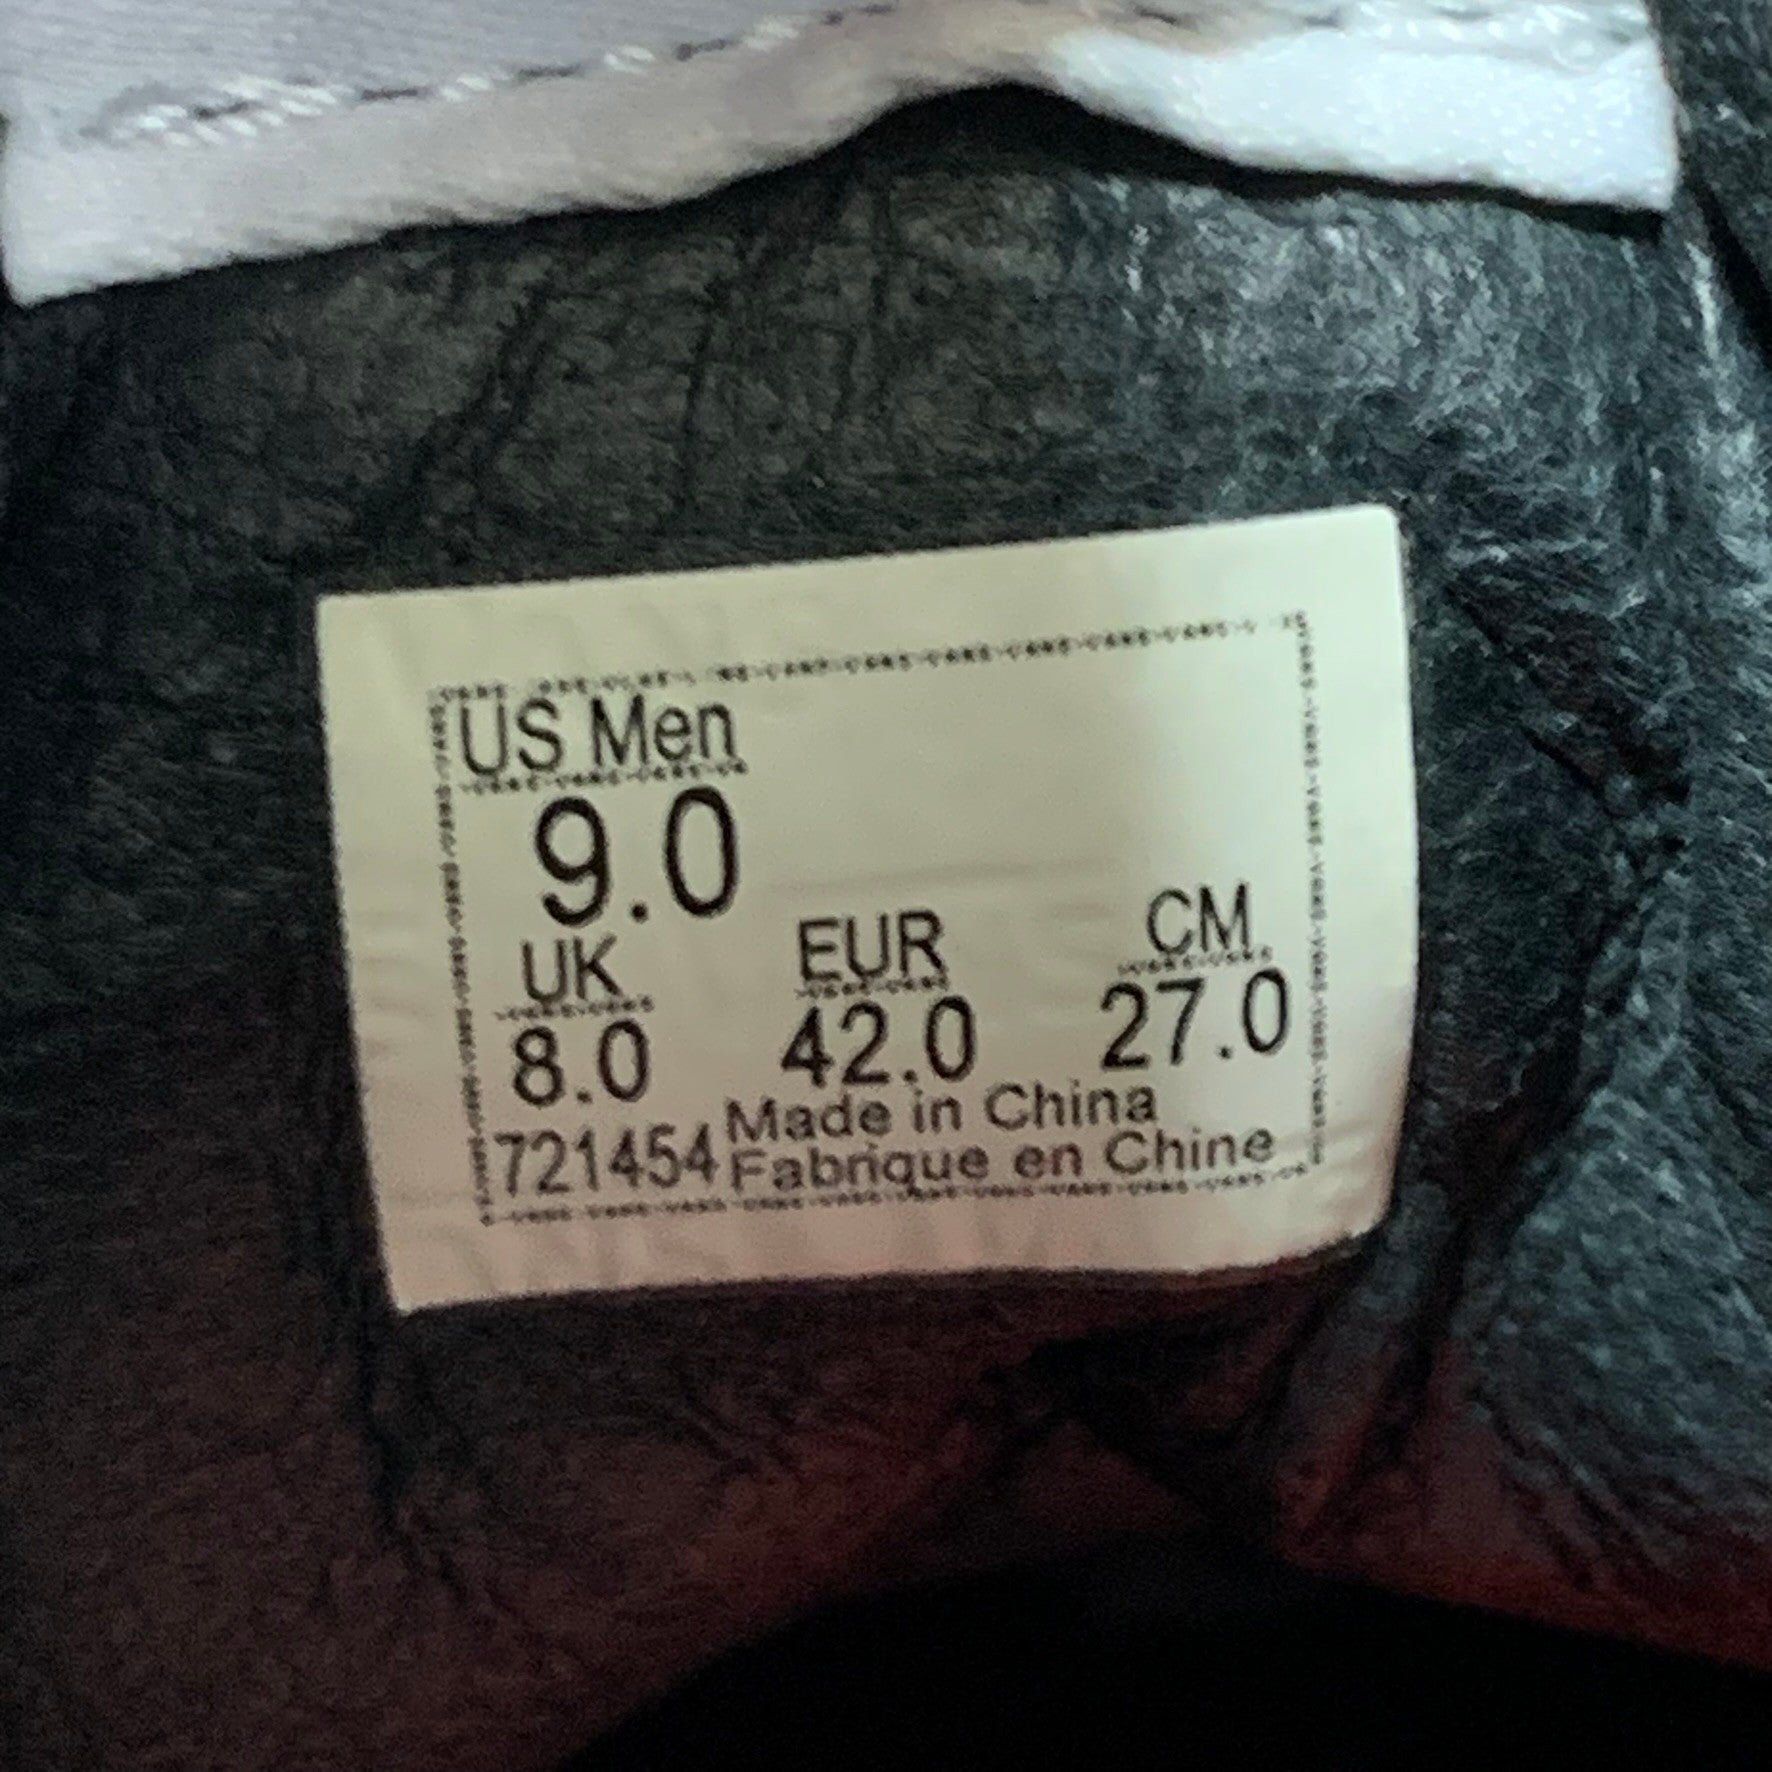 US Men
9.0
UK EUR CM
8.0 42.0 27.0
721454 Made in China
Fabrique en Chine